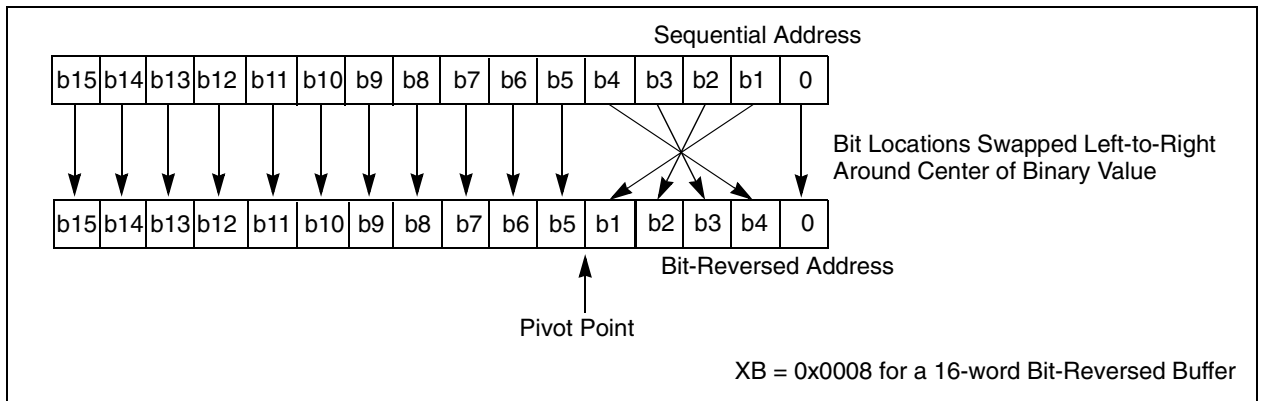 Sequential Address
b15 b14 b13 b12 b11 b10 b9 b8 b7 b6 b5 b4 b3 b2 b1 0
Bit Locations Swapped Left-to-Right
Around Center of Binary Value
b15 b14 b13 b12 b11 b10 b9 b8 b7 b6 b5 b1 b2 b3 b4 0
Bit-Reversed Address
Pivot Point
XB = 0x0008 for a 16-word Bit-Reversed Buffer